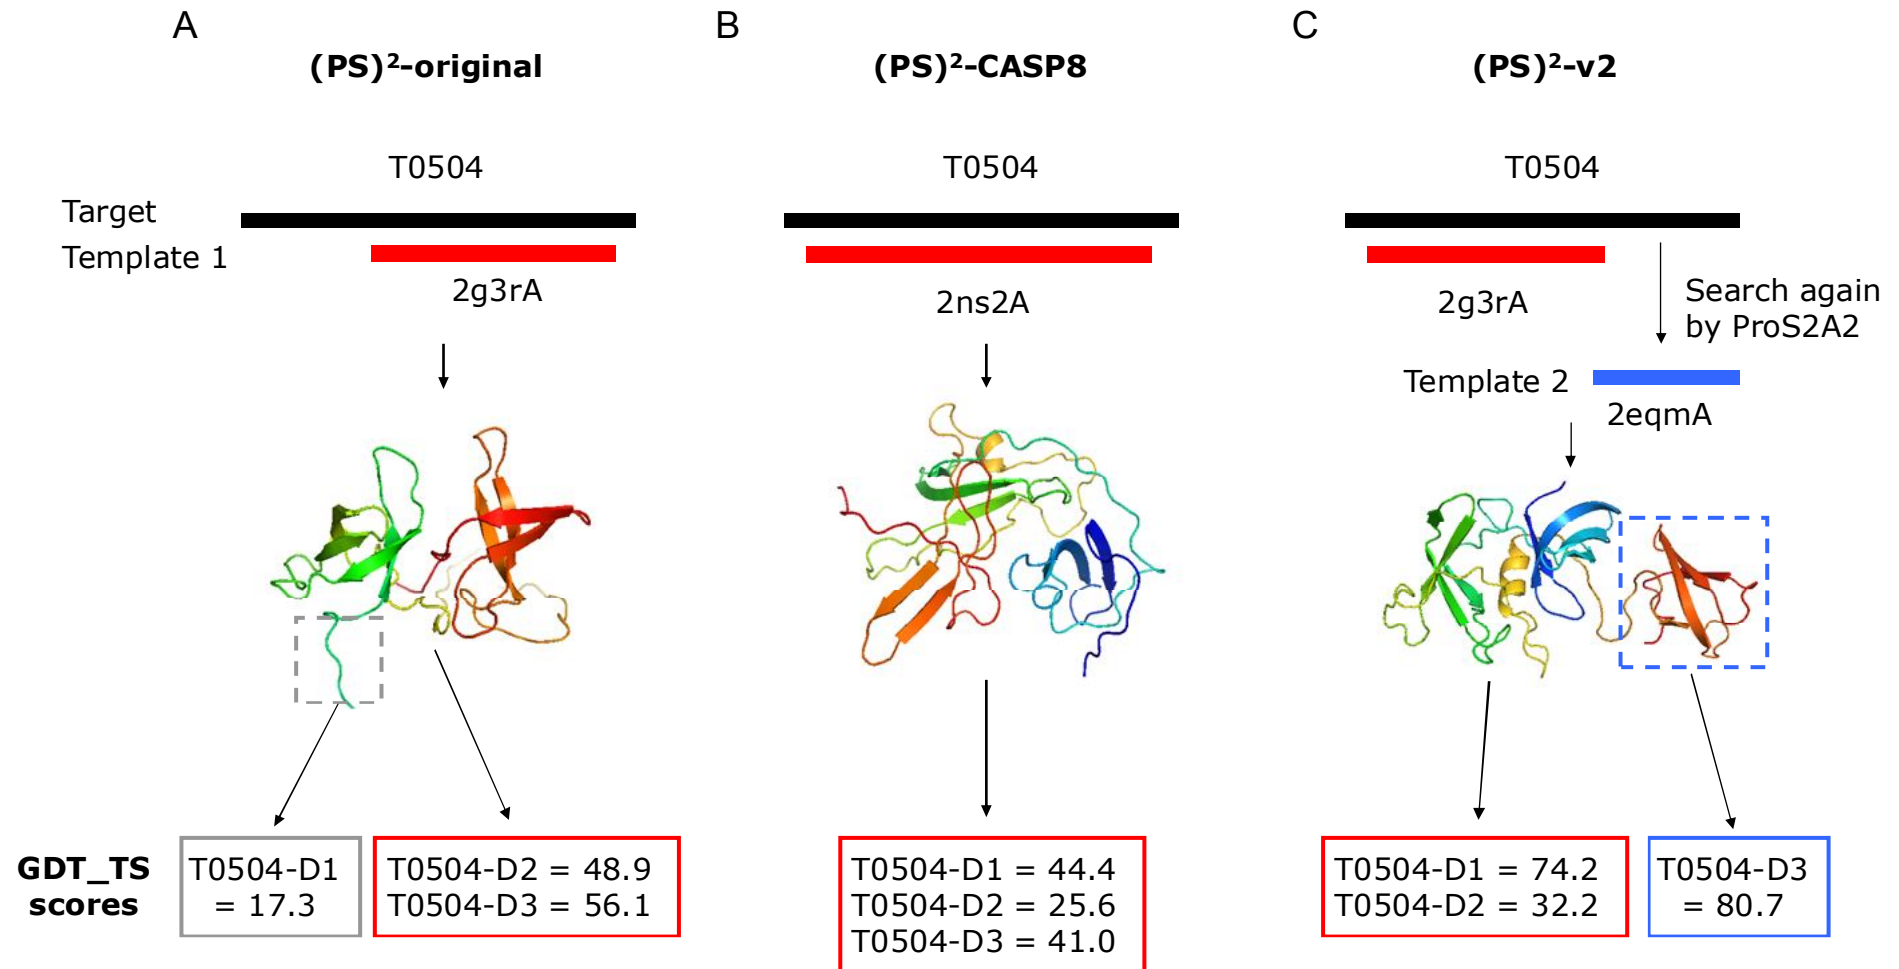 A
(PS)²-original
T0504
Target
Template 1
2g3rA
GDT_TS
scores
T0504-D1
= 17.3
T0504-D2 = 48.9
T0504-D3 = 56.1
B
(PS)²-CASP8
T0504
2ns2A
T0504-D1 = 44.4
T0504-D2 = 25.6
T0504-D3 = 41.0
C
(PS)²-v2
T0504
2g3rA
Search again
by ProS2A2
Template 2
2eqmA
T0504-D1 = 74.2
T0504-D2 = 32.2
T0504-D3
= 80.7